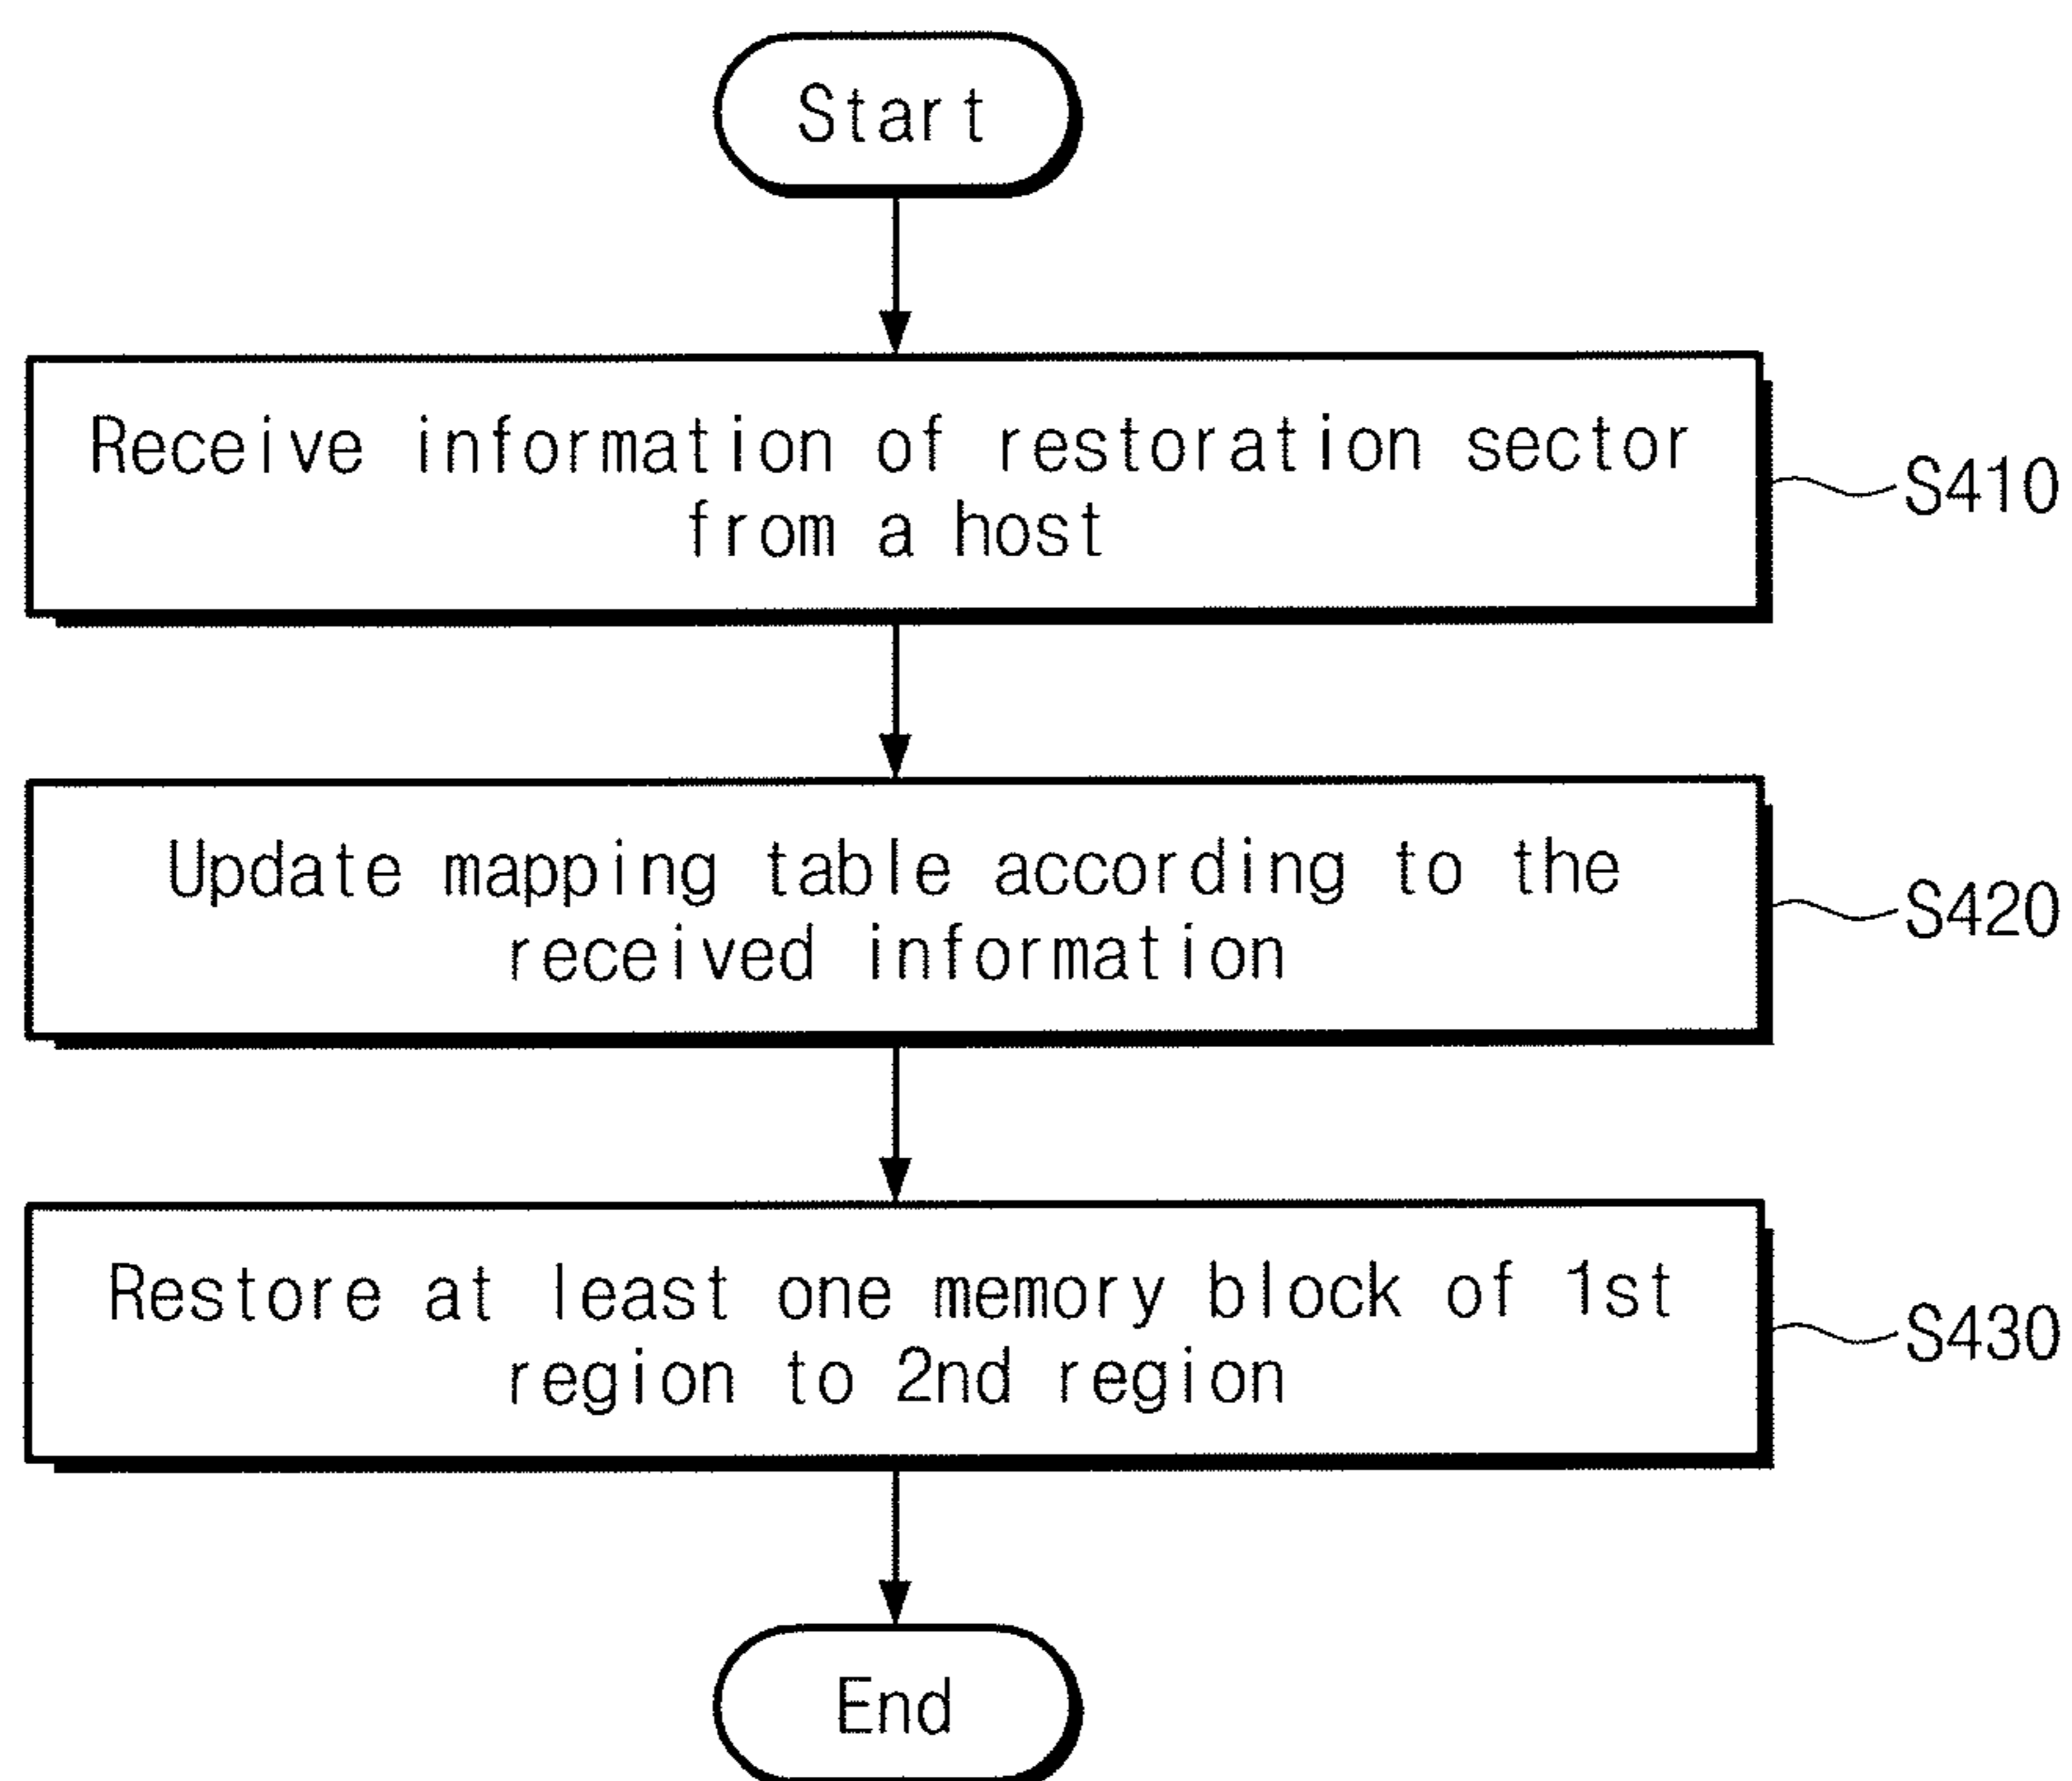 Start
Receive information of restoration sector
from a host
S410
Update mapping table according to the
received information
S420
Restore at least one memory block of 1st
region to 2nd region
S430
End